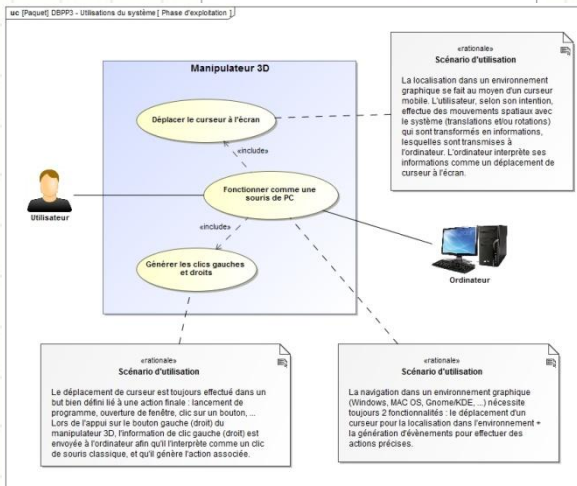 uc [Paquet] DBPP3 - Utilisations du système [ Phase d'exploitation ]
«rationale»
Scénario d'utilisation
La localisation dans un environnement
graphique se fait au moyen d'un curseur
mobile. L'utilisateur, selon son intention,
effectue des mouvements spatiaux avec
le système (translations et/ou rotations)
qui sont transformés en informations,
lesquelles sont transmises à
l'ordinateur. L'ordinateur interprète ses
informations comme un déplacement de
curseur à l'écran.
Manipulateur 3D
Déplacer le curseur à l'écran
«include»
Fonctionner comme une
souris de PC
Utilisateur
«include»
Générer les clics gauches
et droits
Ordinateur
«rationale»
Scénario d'utilisation
Le déplacement de curseur est toujours effectué dans un
but bien défini lié à une action finale : lancement de
programme, ouverture de fenêtre, clic sur un bouton, ...
Lors de l'appui sur le bouton gauche (droit) du
manipulateur 3D, l'information de clic gauche (droit) est
envoyée à l'ordinateur afin qu'il l'interprète comme un clic
de souris classique, et qu'il génère l'action associée.
«rationale»
Scénario d'utilisation
La navigation dans un environnement graphique
(Windows, MAC OS, Gnome/KDE, ...) nécessite
toujours 2 fonctionnalités : le déplacement d'un
curseur pour la localisation dans l'environnement +
la génération d'évènements pour effectuer des
actions précises.